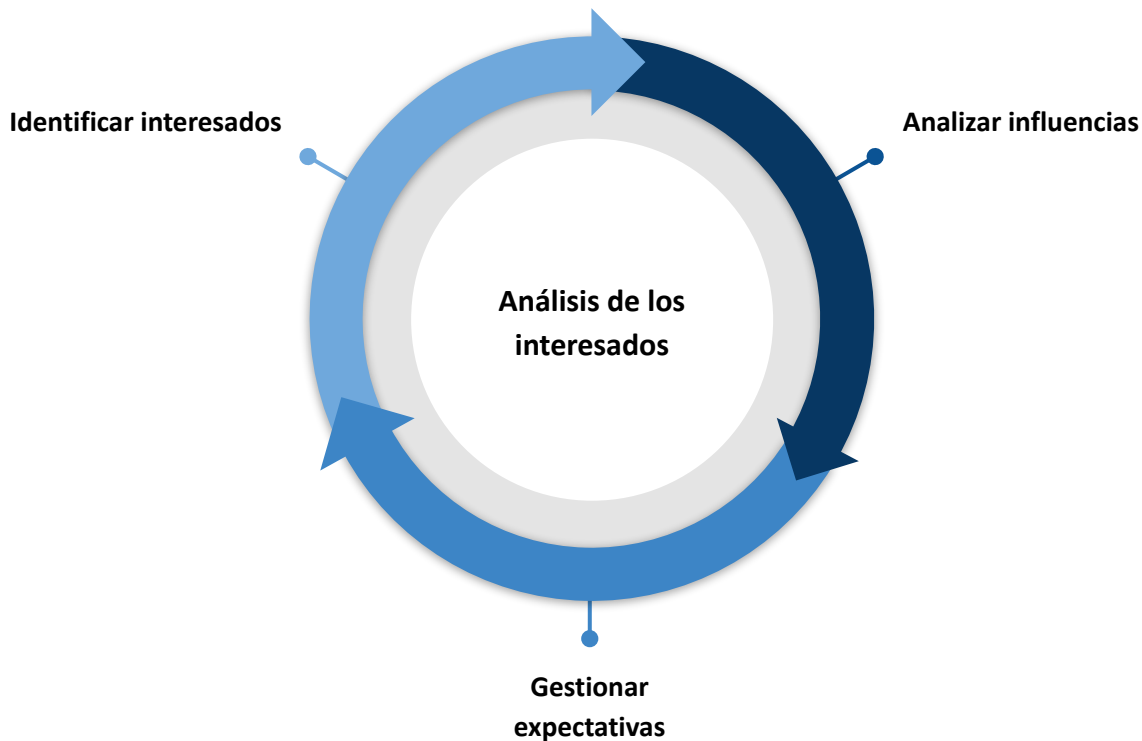 Identificar interesados
Analizar influencias
Análisis de los
interesados
Gestionar
expectativas